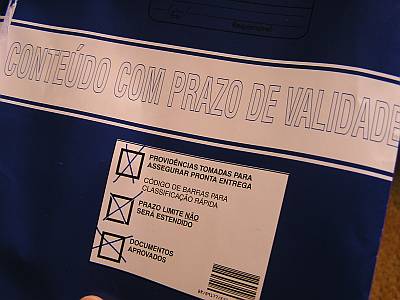 Responsável
CONTEÚDO COM PRAZO DE VALIDADE
PROVIDÊNCIAS TOMADAS PARA
ASSEGURAR PRONTA ENTREGA
CÓDIGO DE BARRAS PARA
CLASSIFICAÇÃO RÁPIDA
PRAZO LIMITE NÃO
SERÁ ESTENDIDO
DOCUMENTOS
APROVADOS